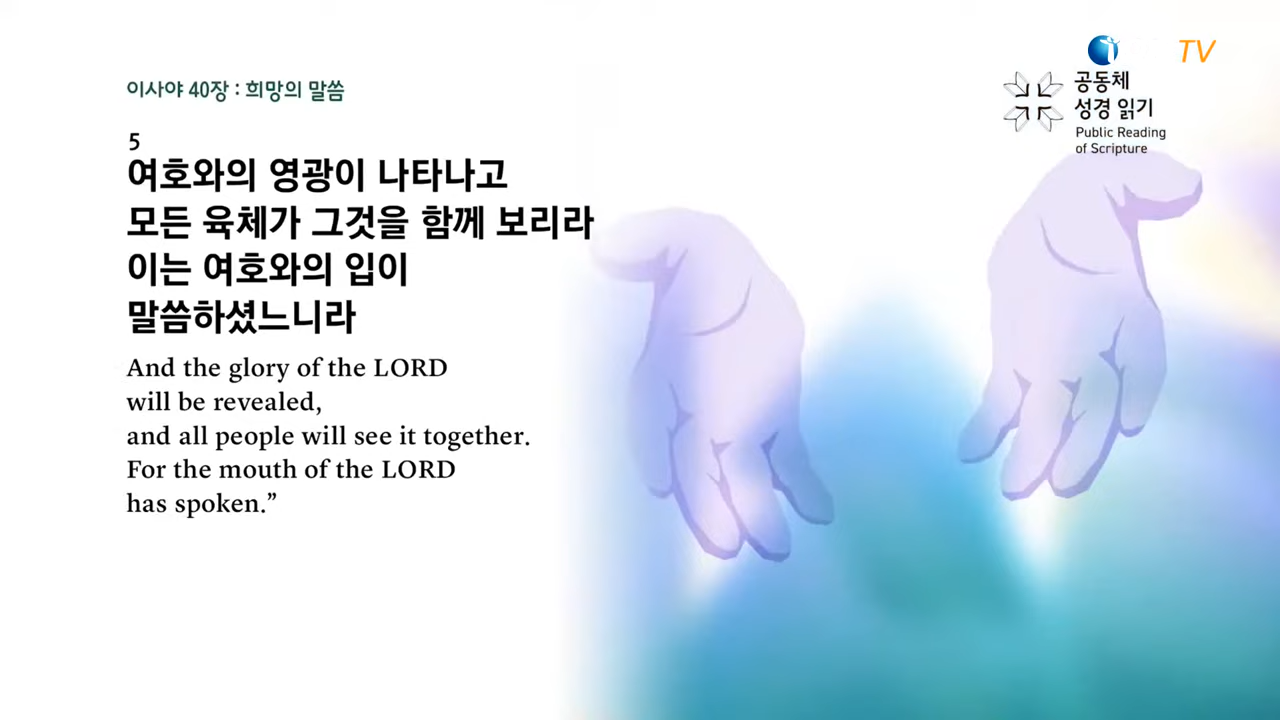 TV
이사야 40장 : 희망의 말씀
공동체
성경 읽기
Public Reading
of Scripture
5
여호와의 영광이 나타나고
모든 육체가 그것을 함께 보리라
이는 여호와의 입이
말씀하셨느니라
And the glory of the LORD
will be revealed,
and all people will see it together.
For the mouth of the LORD
has spoken.”